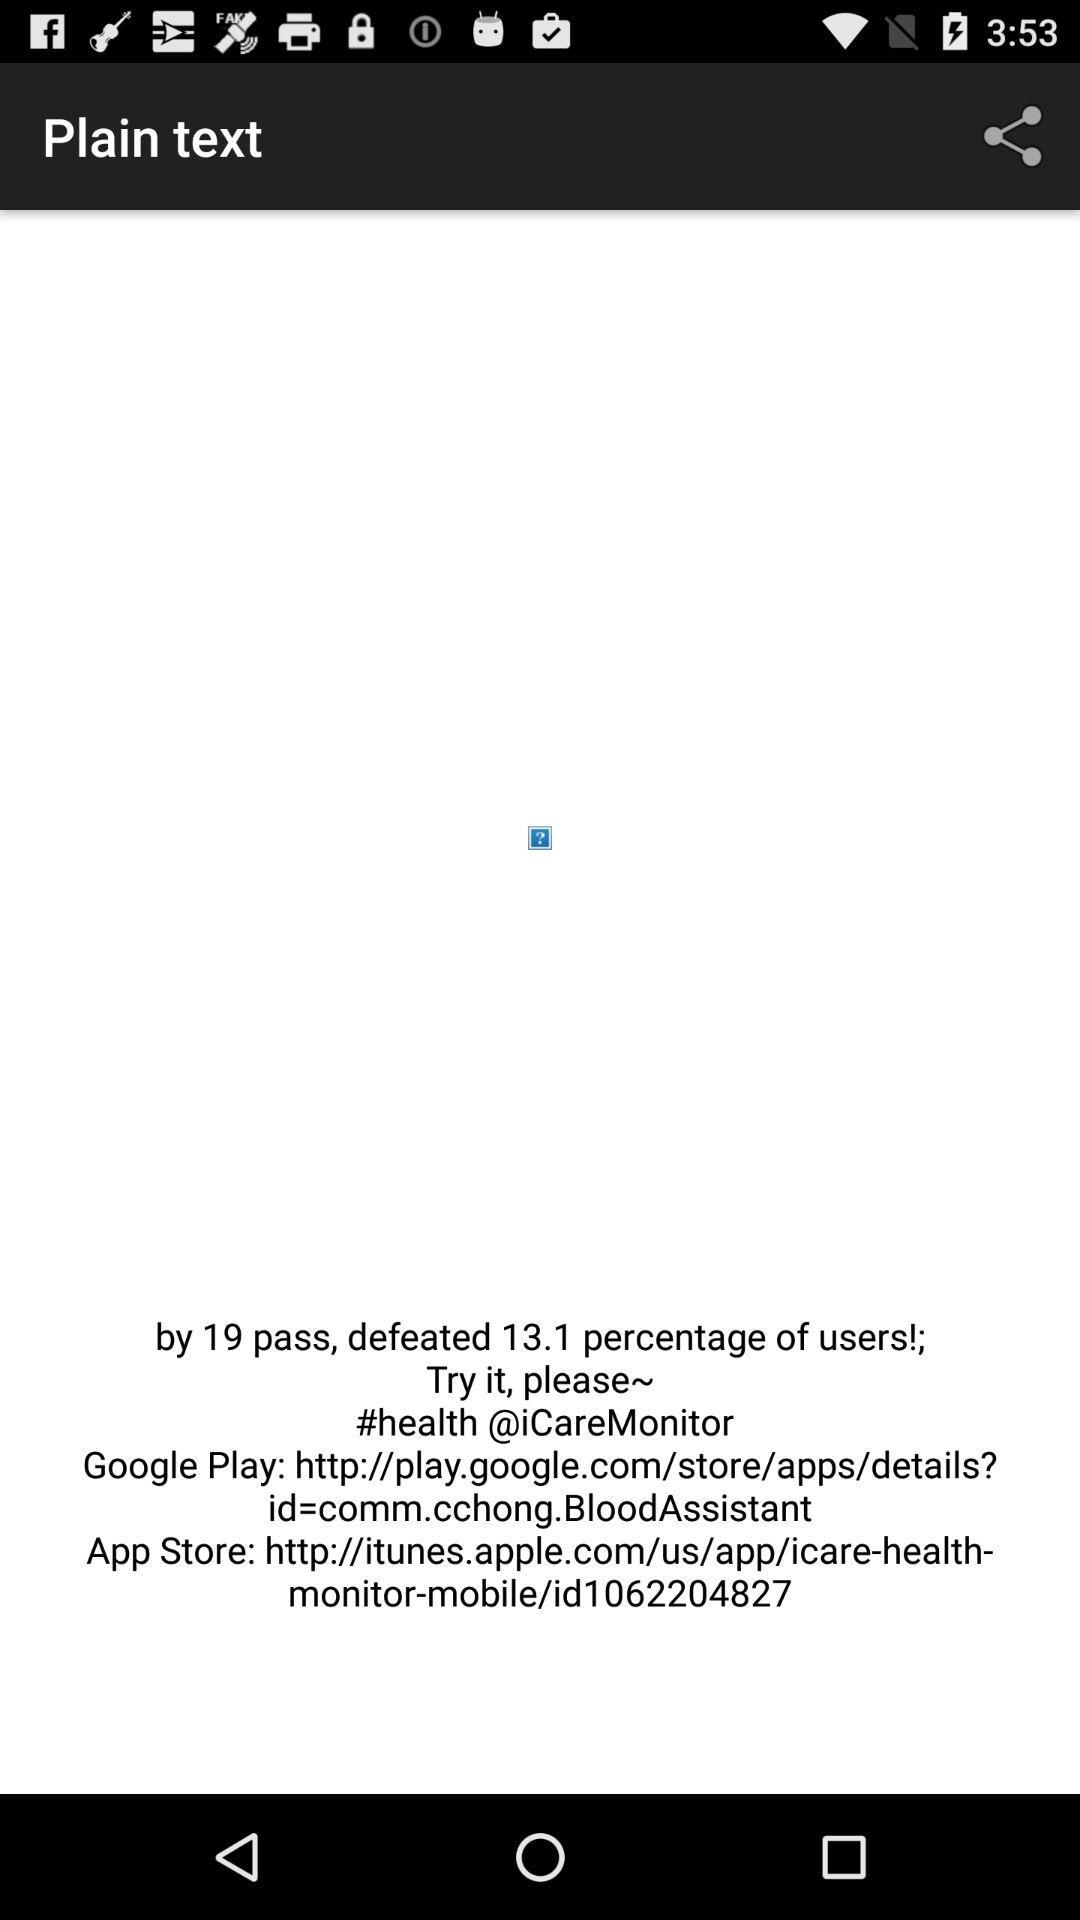 FAKE
3:53
Plain text
?
by 19 pass, defeated 13.1 percentage of users!;
Try it, please~
#health @iCareMonitor
Google Play: http://play.google.com/store/apps/details?
id=comm.cchong.BloodAssistant
App Store: http://itunes.apple.com/us/app/icare-health-
monitor-mobile/id1062204827